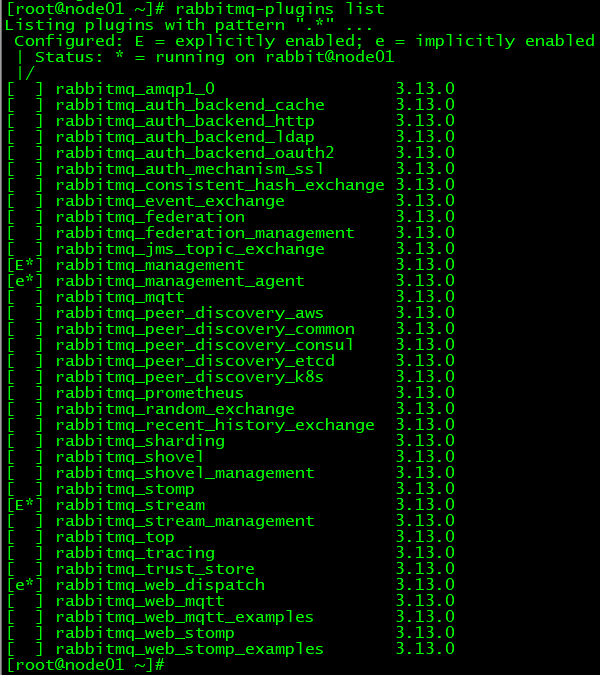 [root@node01 ~]# rabbitmq-plugins list
Listing plugins with pattern ".*" ...
 Configured: E = explicitly enabled; e = implicitly enabled
 | Status: * = running on rabbit@node01
 |/
[  ] rabbitmq_amqp1_0                  3.13.0
[  ] rabbitmq_auth_backend_cache       3.13.0
[  ] rabbitmq_auth_backend_http        3.13.0
[  ] rabbitmq_auth_backend_ldap        3.13.0
[  ] rabbitmq_auth_backend_oauth2      3.13.0
[  ] rabbitmq_auth_mechanism_ssl       3.13.0
[  ] rabbitmq_consistent_hash_exchange 3.13.0
[  ] rabbitmq_event_exchange           3.13.0
[  ] rabbitmq_federation               3.13.0
[  ] rabbitmq_federation_management    3.13.0
[  ] rabbitmq_jms_topic_exchange       3.13.0
[E*] rabbitmq_management               3.13.0
[e*] rabbitmq_management_agent         3.13.0
[  ] rabbitmq_mqtt                     3.13.0
[  ] rabbitmq_peer_discovery_aws       3.13.0
[  ] rabbitmq_peer_discovery_common    3.13.0
[  ] rabbitmq_peer_discovery_consul    3.13.0
[  ] rabbitmq_peer_discovery_etcd      3.13.0
[  ] rabbitmq_peer_discovery_k8s       3.13.0
[  ] rabbitmq_prometheus               3.13.0
[  ] rabbitmq_random_exchange          3.13.0
[  ] rabbitmq_recent_history_exchange  3.13.0
[  ] rabbitmq_sharding                 3.13.0
[  ] rabbitmq_shovel                   3.13.0
[  ] rabbitmq_shovel_management        3.13.0
[  ] rabbitmq_stomp                    3.13.0
[E*] rabbitmq_stream                   3.13.0
[  ] rabbitmq_stream_management        3.13.0
[  ] rabbitmq_top                      3.13.0
[  ] rabbitmq_tracing                  3.13.0
[  ] rabbitmq_trust_store              3.13.0
[e*] rabbitmq_web_dispatch             3.13.0
[  ] rabbitmq_web_mqtt                 3.13.0
[  ] rabbitmq_web_mqtt_examples        3.13.0
[  ] rabbitmq_web_stomp                3.13.0
[  ] rabbitmq_web_stomp_examples       3.13.0
[root@node01 ~]#